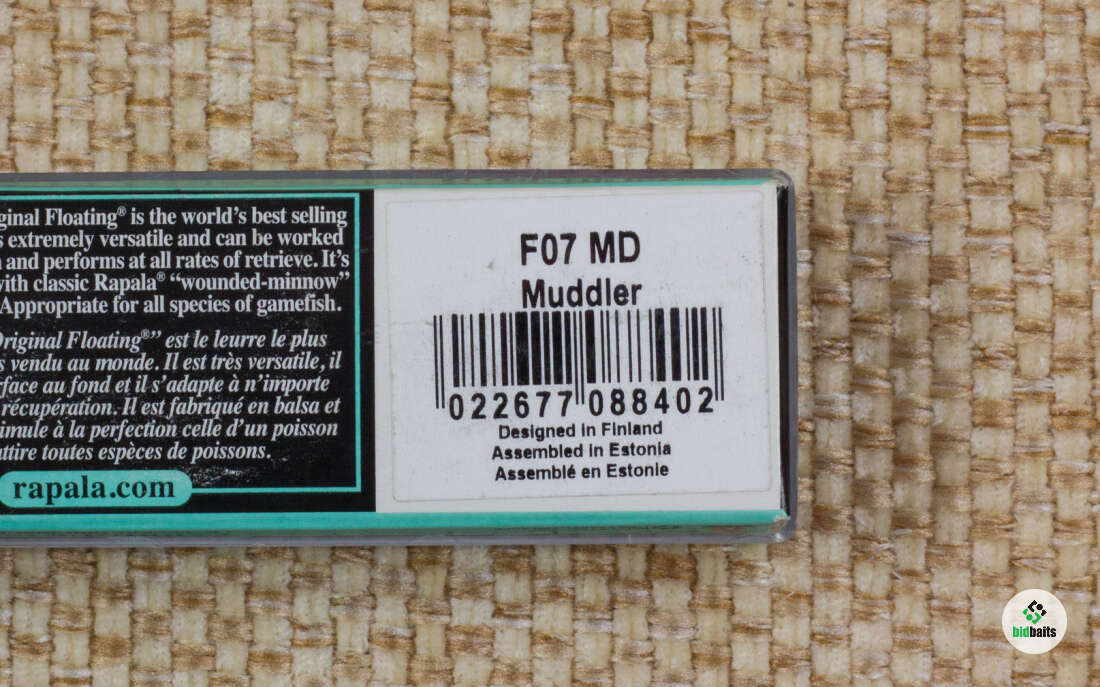 ginal Floating® is the world's best selling
s extremely versatile and can be worked
and performs at all rates of retrieve. It's
ith classic Rapala® “wounded-minnow”
Appropriate for all species of gamefish.
Original Floating®” est le leurre le plus
s vendu au monde. Il est très versatile, il
rface au fond et il s'adapte à n'importe
récuperation. Il est fabriqué en balsa et
imule à la perfection celle d'un poisson
attire toutes espèces de poissons.
rapala.com
F07 MD
Muddler
022677 088402
Designed in Finland
Assembled in Estonia
Assemblé en Estonie
bidbaits